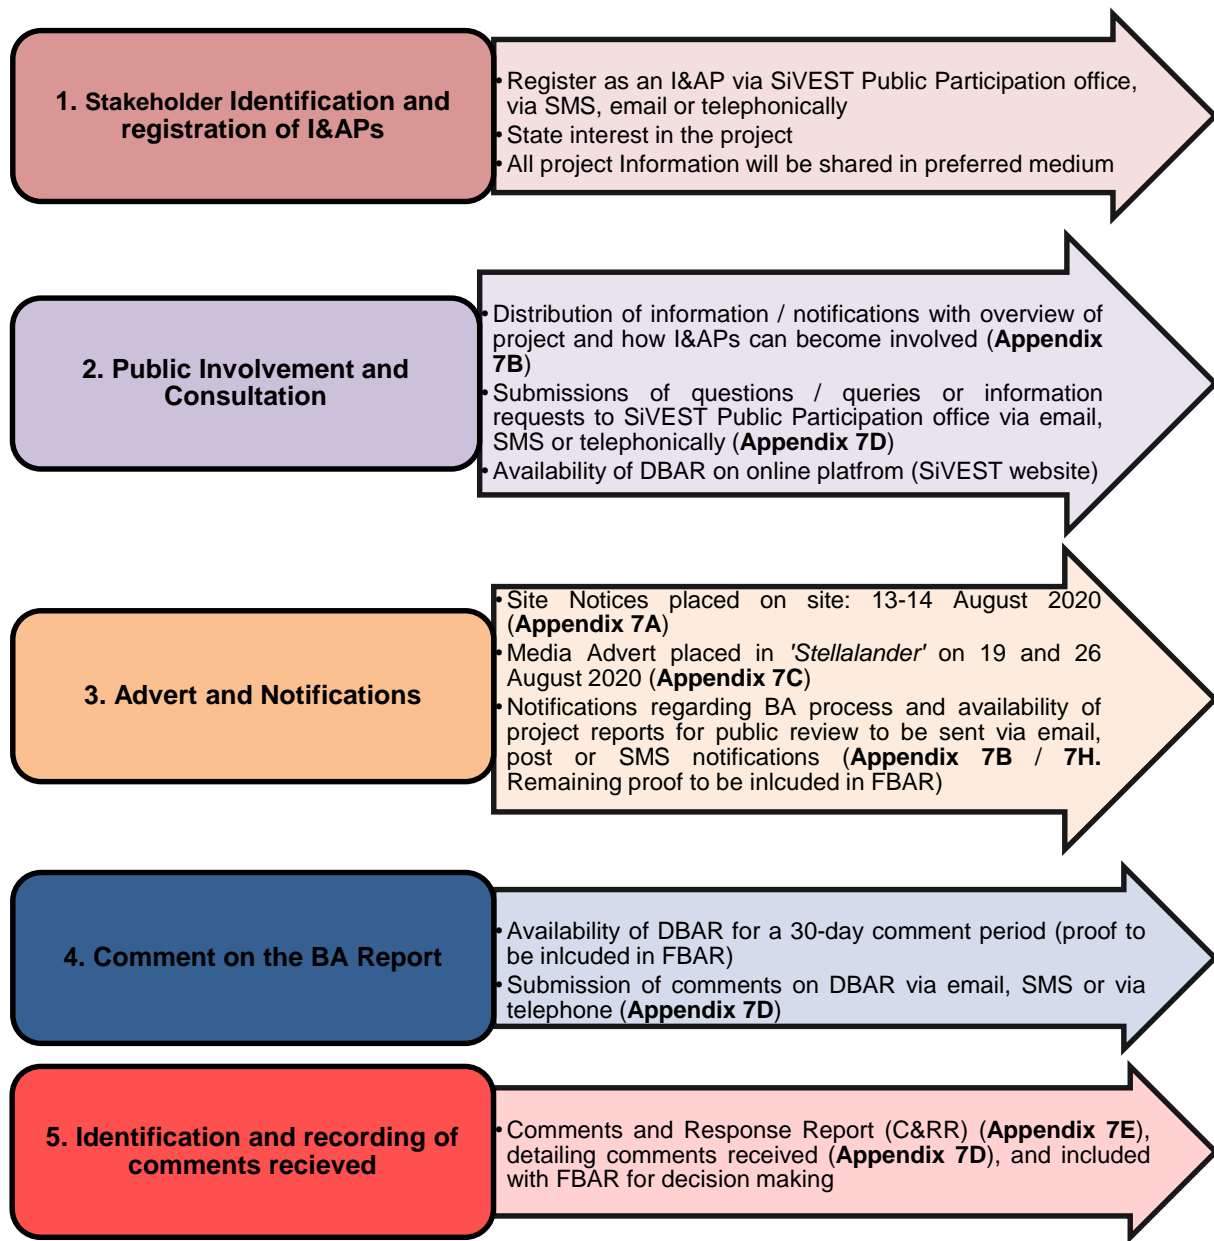 1. Stakeholder Identification and
registration of I&APs
• Register as an I&AP via SiVEST Public Participation office,
via SMS, email or telephonically
• State interest in the project
• All project Information will be shared in preferred medium
2. Public Involvement and
Consultation
• Distribution of information / notifications with overview of
project and how I&APs can become involved (Appendix
7B)
• Submissions of questions / queries or information
requests to SiVEST Public Participation office via email,
SMS or telephonically (Appendix 7D)
• Availability of DBAR on online platfrom (SiVEST website)
3. Advert and Notifications
• Site Notices placed on site: 13-14 August 2020
(Appendix 7A)
• Media Advert placed in 'Stellalander' on 19 and 26
August 2020 (Appendix 7C)
• Notifications regarding BA process and availability of
project reports for public review to be sent via email,
post or SMS notifications (Appendix 7B / 7H.
Remaining proof to be inlcuded in FBAR)
4. Comment on the BA Report
• Availability of DBAR for a 30-day comment period (proof to
be inlcuded in FBAR)
• Submission of comments on DBAR via email, SMS or via
telephone (Appendix 7D)
5. Identification and recording of
comments recieved
• Comments and Response Report (C&RR) (Appendix 7E),
detailing comments received (Appendix 7D), and included
with FBAR for decision making